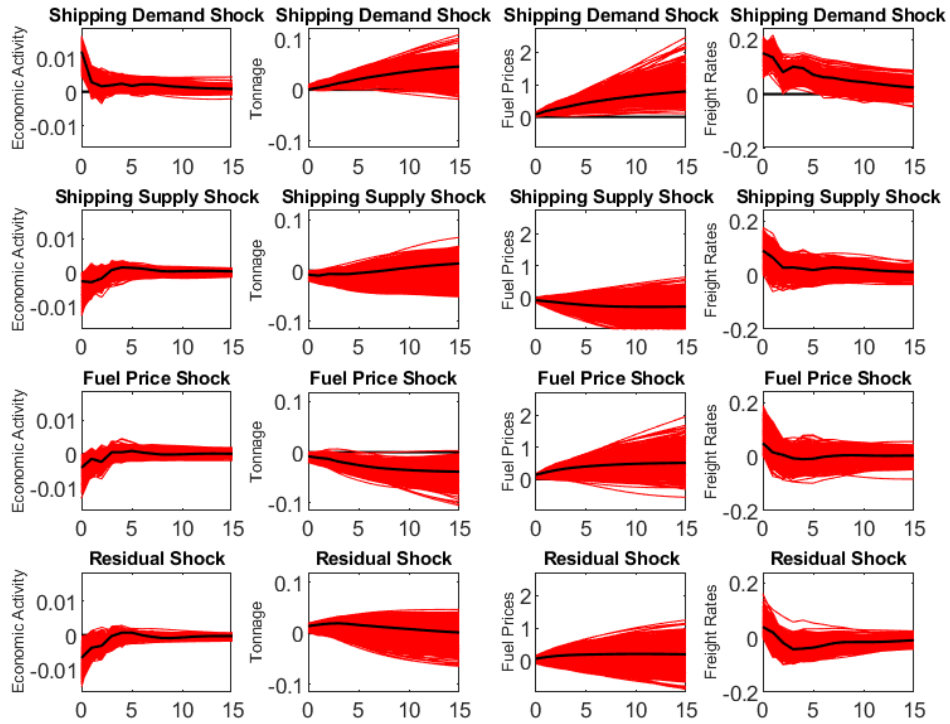 Shipping Demand Shock Shipping Demand Shock Shipping Demand Shock Shipping Demand Shock
Economic Activity
0.01
0
-0.01
0 5 10 15
Tonnage
0.1
0
-0.1
0 5 10 15
Fuel Prices
2
1
0
0 5 10 15
Freight Rates
0.2
0
-0.2
0 5 10 15
Shipping Supply Shock Shipping Supply Shock Shipping Supply Shock Shipping Supply Shock
Economic Activity
0.01
0
-0.01
0 5 10 15
Tonnage
0.1
0
-0.1
0 5 10 15
Fuel Prices
2
1
0
0 5 10 15
Freight Rates
0.2
0
-0.2
0 5 10 15
Fuel Price Shock Fuel Price Shock Fuel Price Shock Fuel Price Shock
Economic Activity
0.01
0
-0.01
0 5 10 15
Tonnage
0.1
0
-0.1
0 5 10 15
Fuel Prices
2
1
0
0 5 10 15
Freight Rates
0.2
0
-0.2
0 5 10 15
Residual Shock Residual Shock Residual Shock Residual Shock
Economic Activity
0.01
0
-0.01
0 5 10 15
Tonnage
0.1
0
-0.1
0 5 10 15
Fuel Prices
2
1
0
0 5 10 15
Freight Rates
0.2
0
-0.2
0 5 10 15